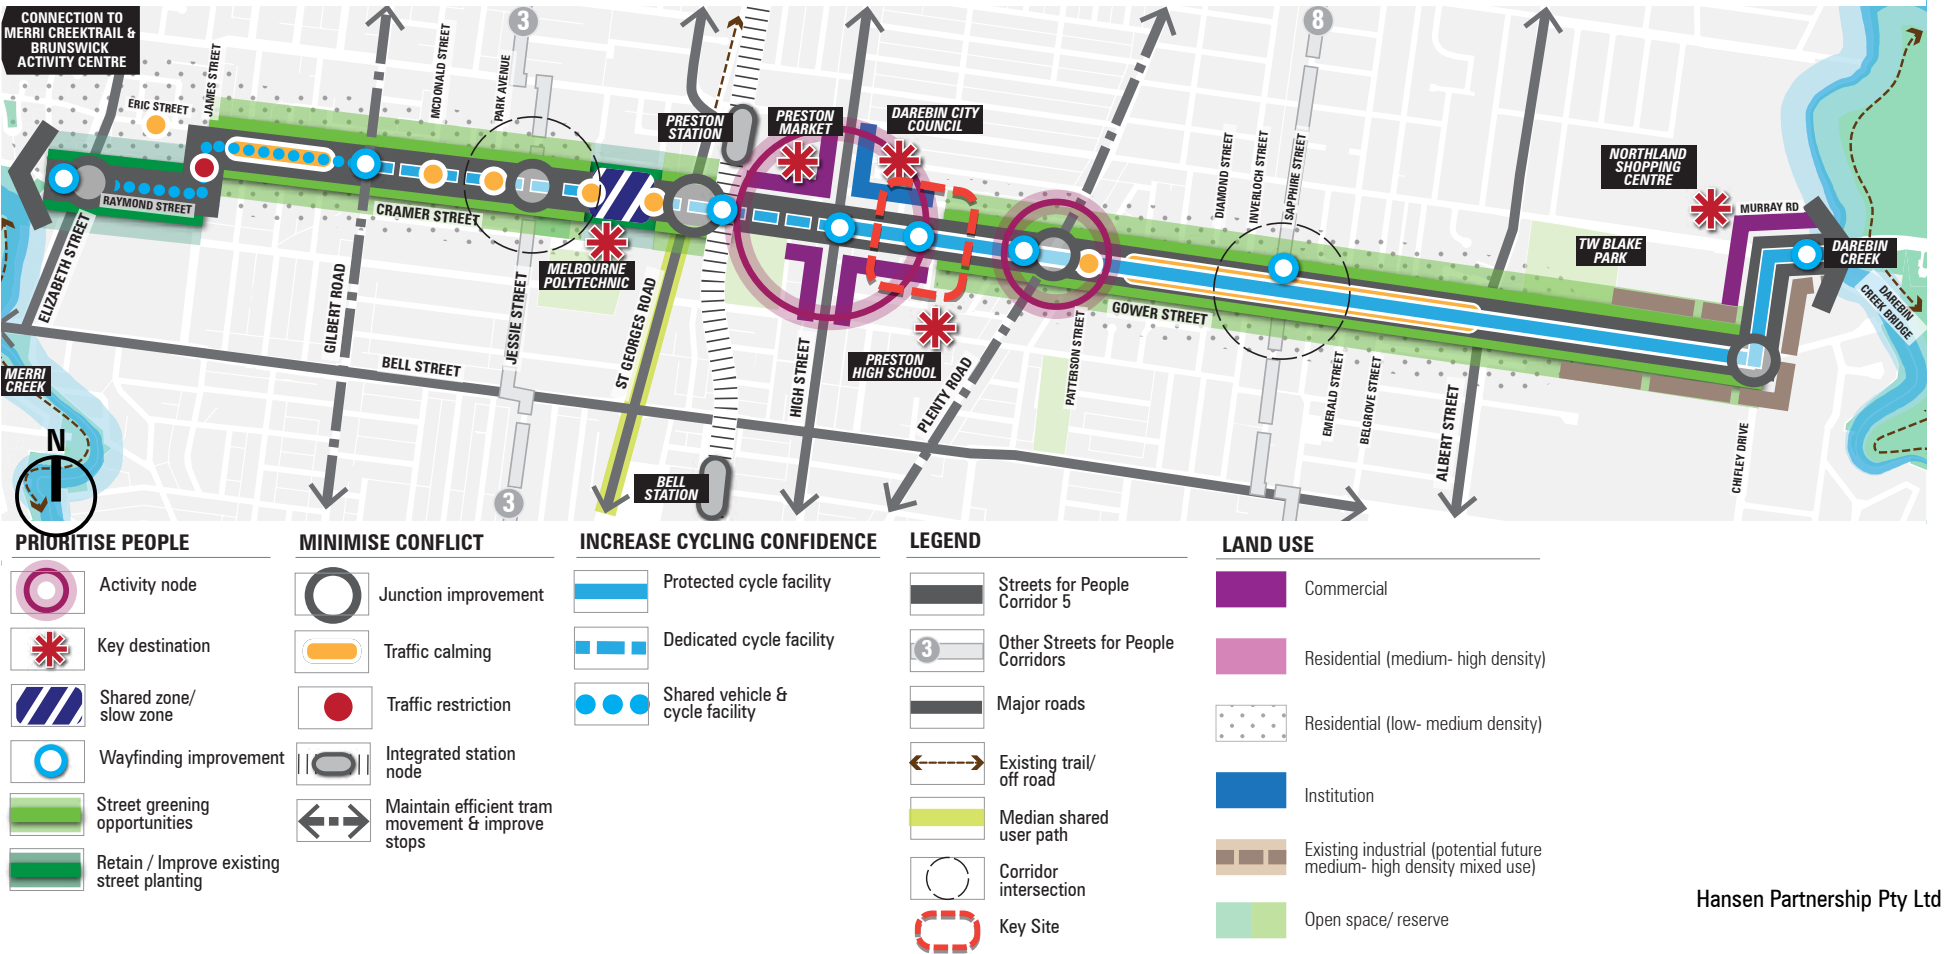 CONNECTION TO
MERRI CREEKTRAIL &
BRUNSWICK
ACTIVITY CENTRE
ERIC STREET
JAMES STREET
MCDONALD STREET
PARK AVENUE
3
8
PRESTON
STATION
PRESTON
MARKET
DAREBIN CITY
COUNCIL
DIAMOND STREET
INVERLOCH STREET
SAPPHIRE STREET
NORTHLAND
SHOPPING
CENTRE
MURRAY RD
TW BLAKE
PARK
DAREBIN
CREEK
DAREBIN
CREEK BRIDGE
RAYMOND STREET
CRAMER STREET
ELIZABETH STREET
GILBERT ROAD
JESSIE STREET
MELBOURNE
POLYTECHNIC
ST GEORGES ROAD
BELL STREET
HIGH STREET
PRESTON
HIGH SCHOOL
PLENTY ROAD
PATTERSON STREET
GOWER STREET
EMERALD STREET
BELGROVE STREET
ALBERT STREET
CHIFLEY DRIVE
MERRI
CREEK
N
3
BELL
STATION
PRIORITISE PEOPLE
Activity node
Key destination
Shared zone/
slow zone
Wayfinding improvement
Street greening
opportunities
Retain / Improve existing
street planting
MINIMISE CONFLICT
Junction improvement
Traffic calming
Traffic restriction
Integrated station
node
Maintain efficient tram
movement & improve
stops
INCREASE CYCLING CONFIDENCE
Protected cycle facility
Dedicated cycle facility
Shared vehicle &
cycle facility
LEGEND
Streets for People
Corridor 5
3
Other Streets for People
Corridors
Major roads
Existing trail/
off road
Median shared
user path
Corridor
intersection
Key Site
LAND USE
Commercial
Residential (medium- high density)
Residential (low- medium density)
Institution
Existing industrial (potential future
medium- high density mixed use)
Open space/ reserve
Hansen Partnership Pty Ltd